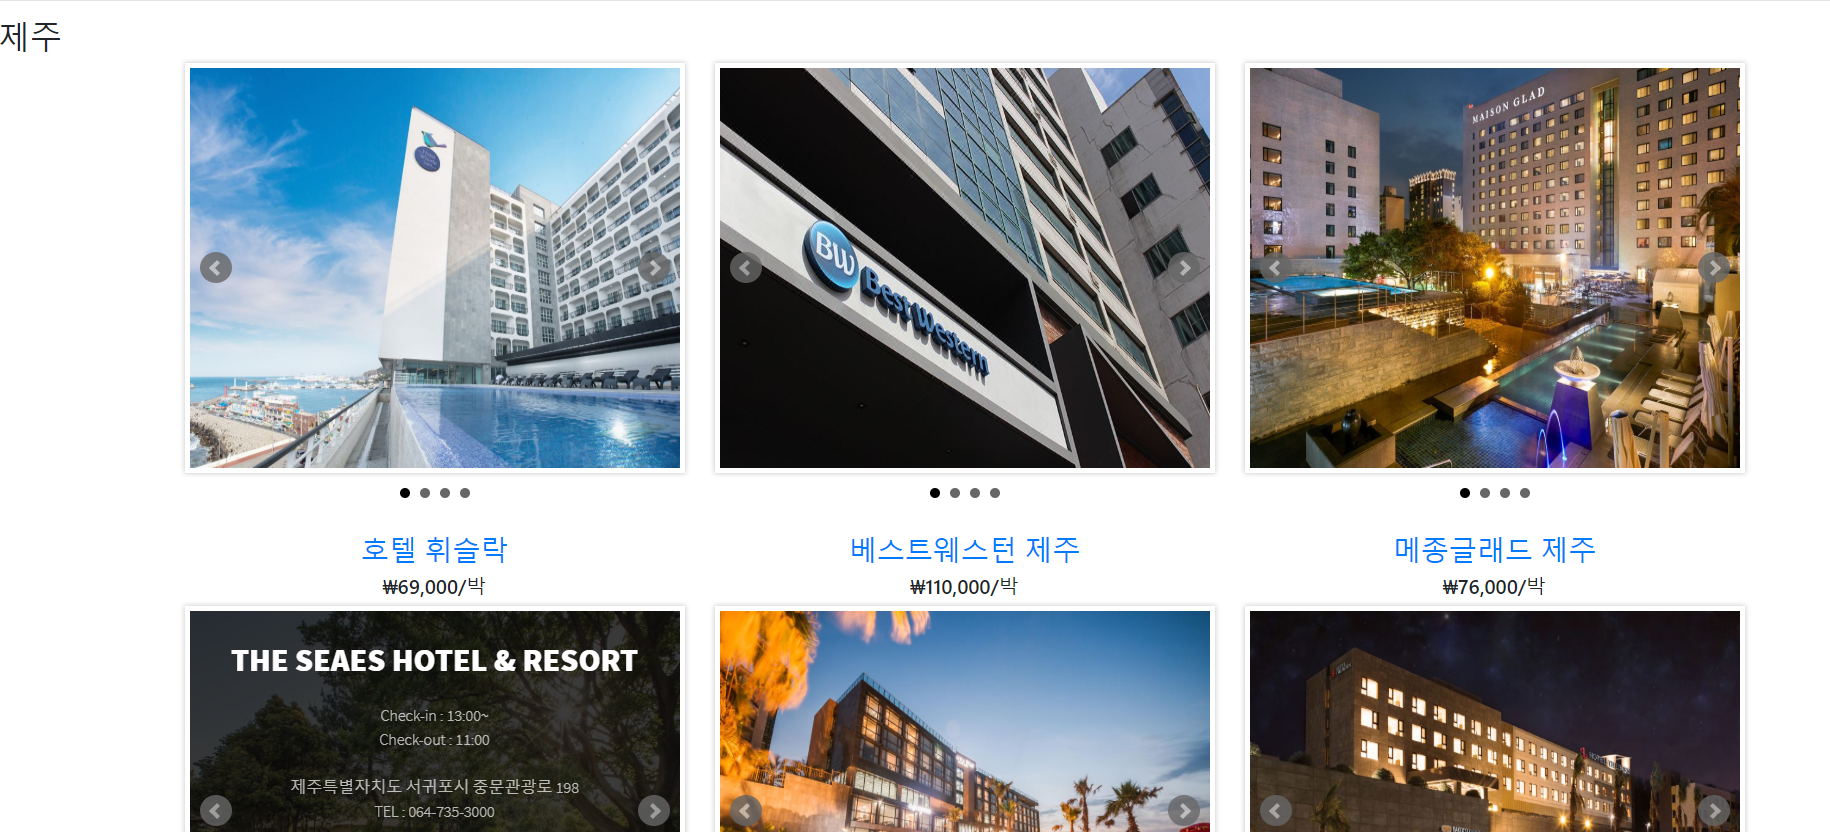 제주
MAISON GLAD
BW
Best Western
호텔 휘슬락
₩69,000/박
베스트웨스턴 제주
₩110,000/박
메종글래드 제주
₩76,000/박
THE SEAES HOTEL & RESORT
Check-in : 13:00~
Check-out : 11:00
제주특별자치도 서귀포시 중문관광로 198
TEL : 064-735-3000